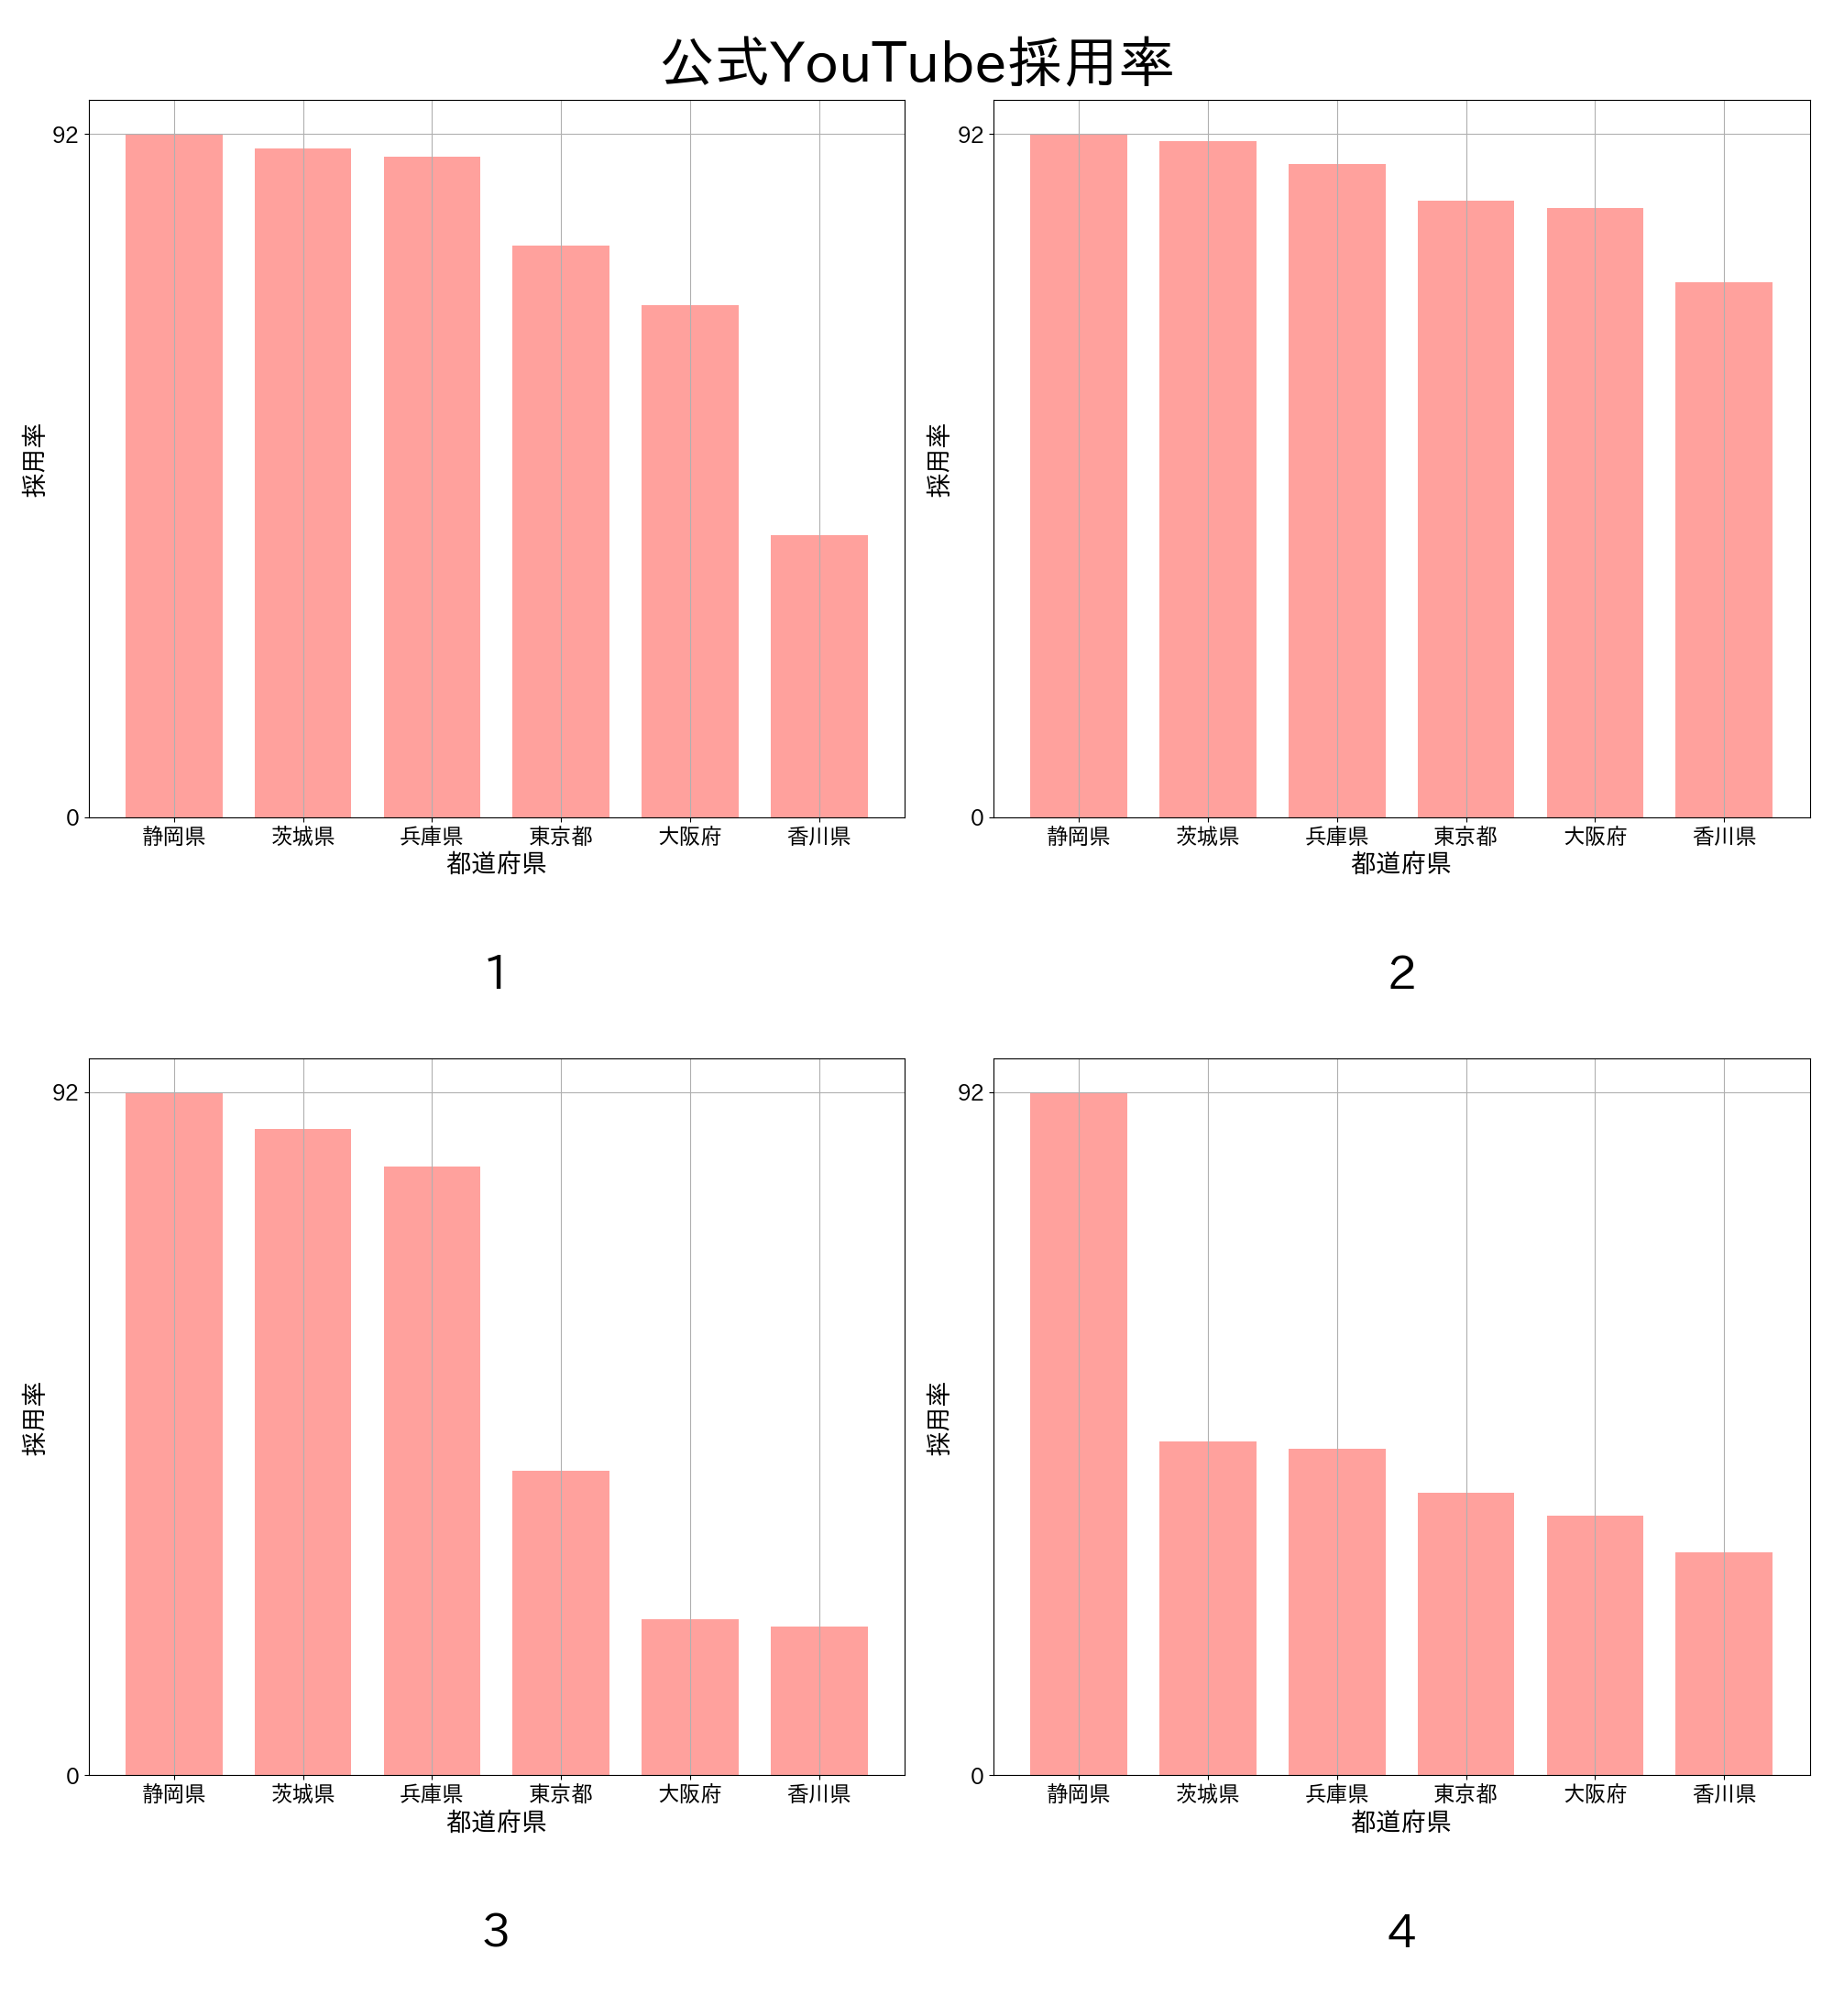 公式YouTube採用率
92
0
採用率
静岡県 茨城県 兵庫県 東京都 大阪府 香川県
都道府県
1
92
0
採用率
静岡県 茨城県 兵庫県 東京都 大阪府 香川県
都道府県
2
92
0
採用率
静岡県 茨城県 兵庫県 東京都 大阪府 香川県
都道府県
3
92
0
採用率
静岡県 茨城県 兵庫県 東京都 大阪府 香川県
都道府県
4